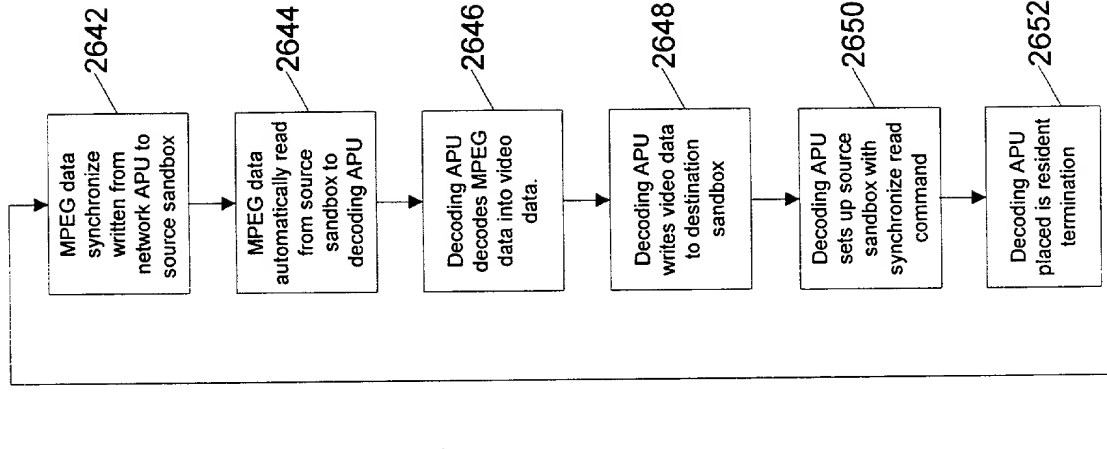 2642
MPEG data
synchronize
written from
network APU to
source sandbox
2644
MPEG data
automatically read
from source
sandbox to
decoding APU
2646
Decoding APU
decodes MPEG
data into video
data.
2648
Decoding APU
writes video data
to destination
sandbox
2650
Decoding APU
sets up source
sandbox with
synchronize read
command
2652
Decoding APU
placed is resident
termination